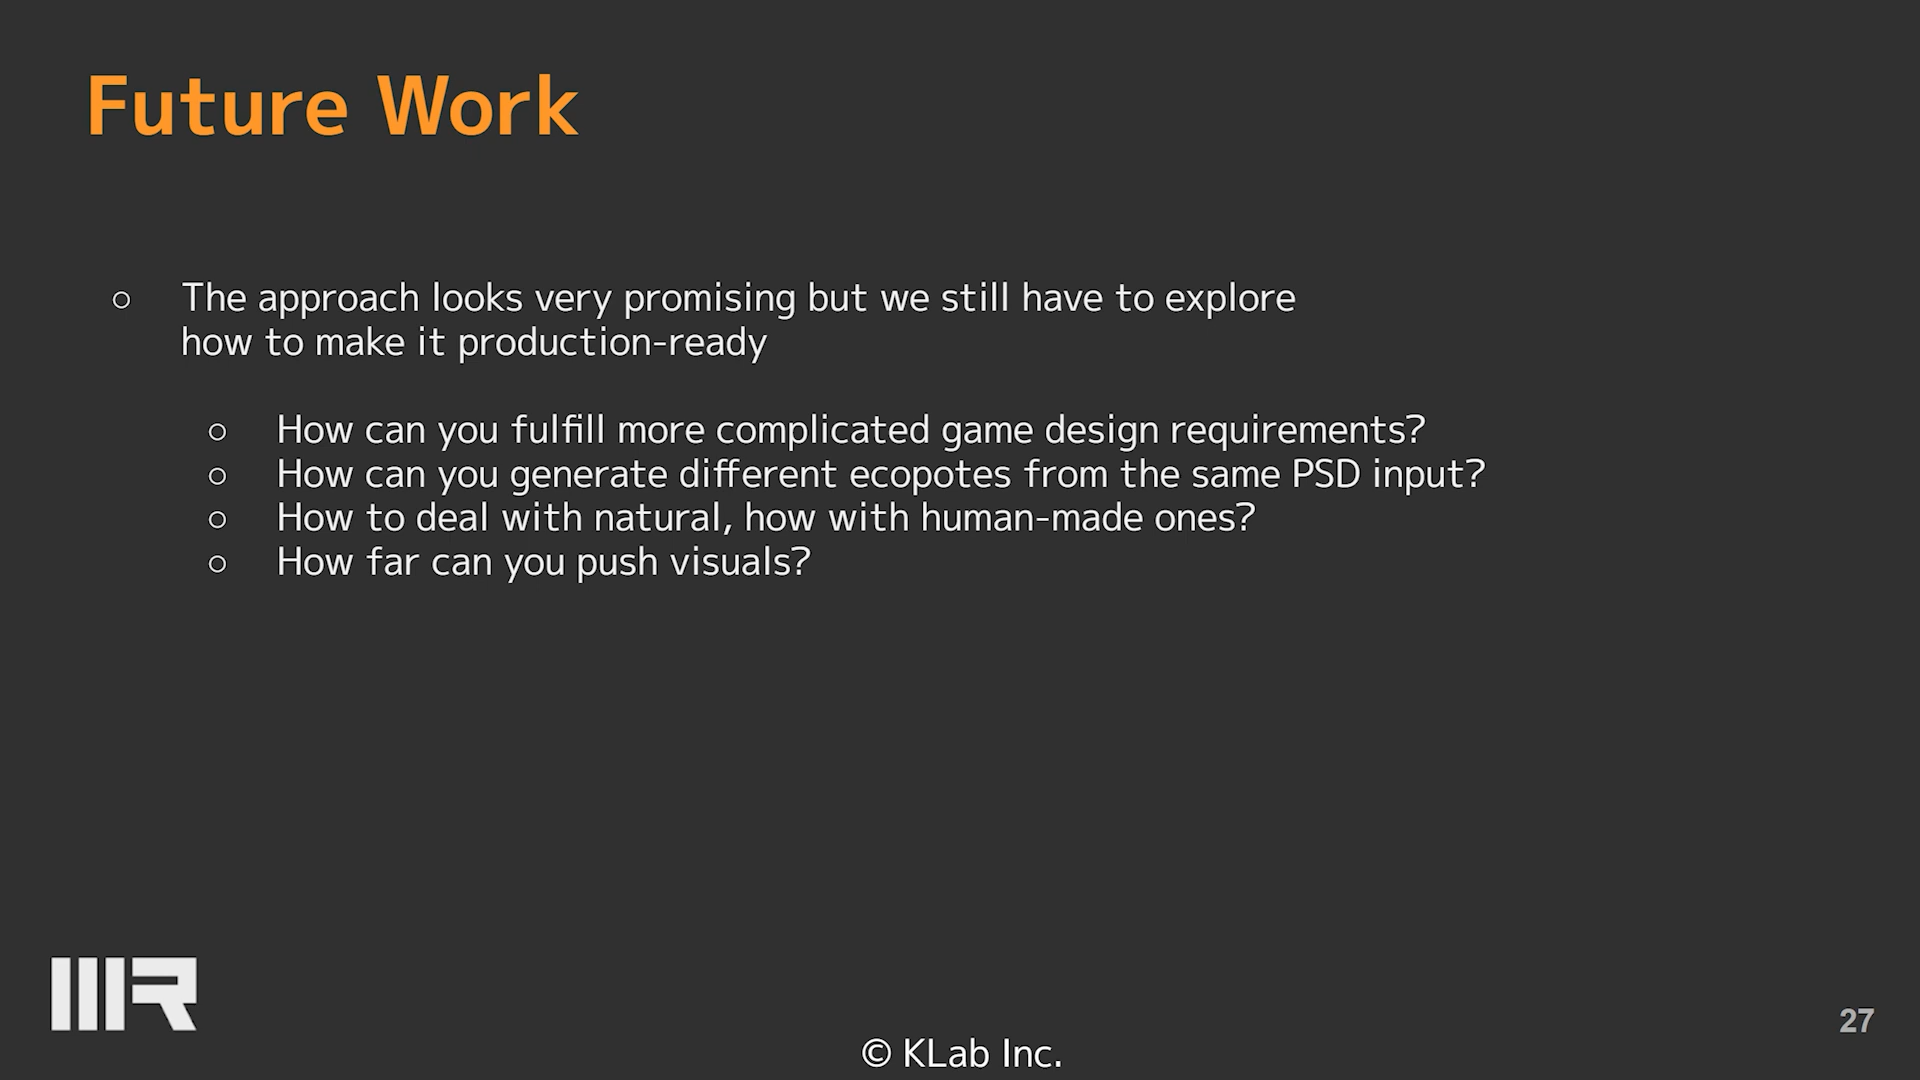 Future Work
○ The approach looks very promising but we still have to explore
how to make it production-ready
○ How can you fulfill more complicated game design requirements?
○ How can you generate different ecopotes from the same PSD input?
○ How to deal with natural, how with human-made ones?
○ How far can you push visuals?
27
© KLab Inc.